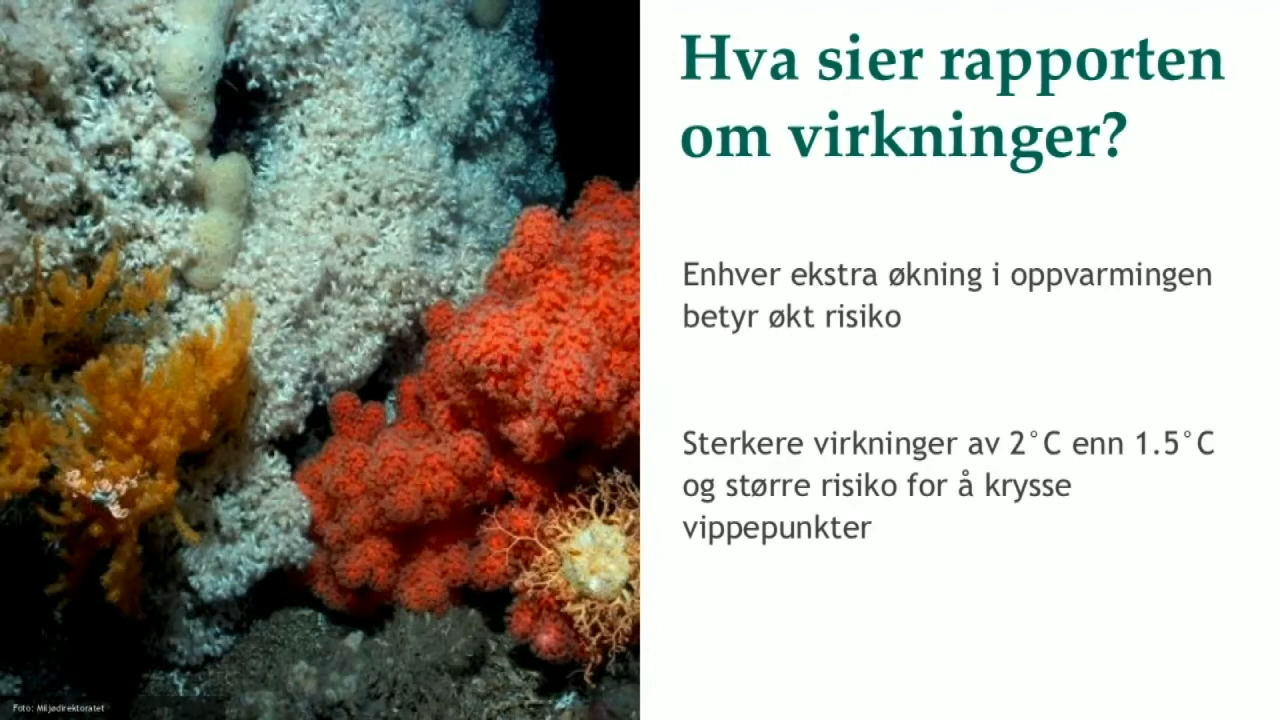 Hva sier rapporten
om virkninger?
Enhver ekstra økning i oppvarmingen
betyr økt risiko
Sterkere virkninger av 2°C enn 1.5°C
og større risiko for å krysse
vippepunkter
Foto: Miljødirektoratet